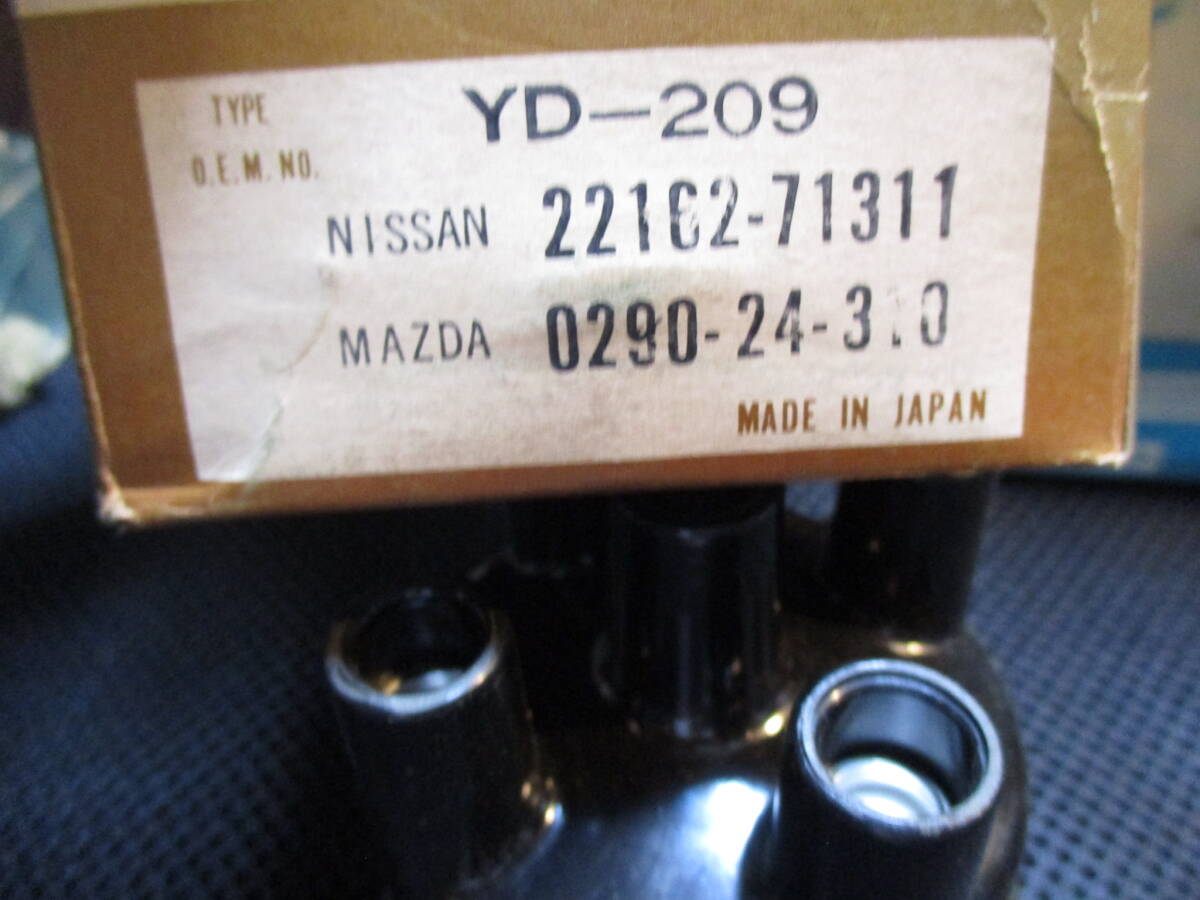 TYPE YD-209
O.E.M. NO.
NISSAN 22162-71311
MAZDA 0290-24-310
MADE IN JAPAN